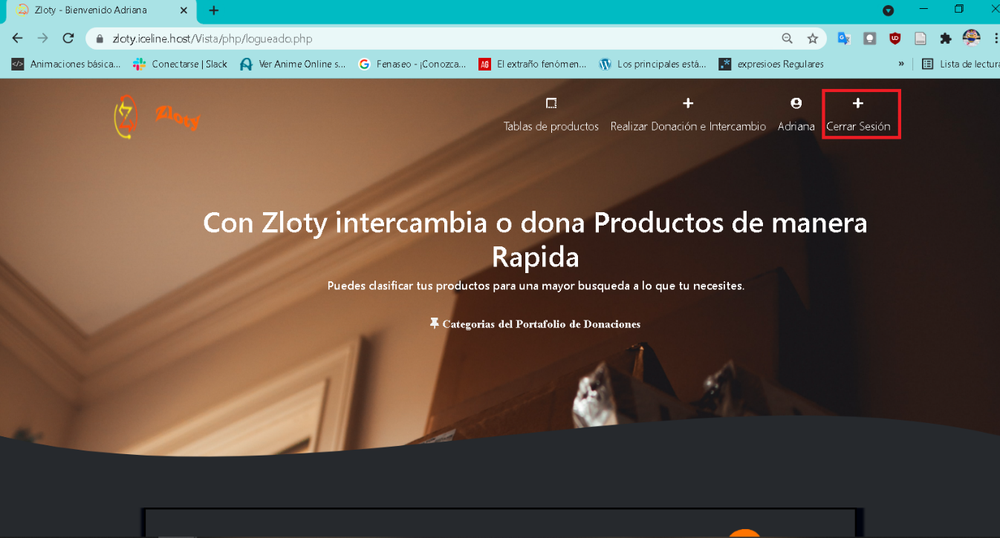 Zloty - Bienvenido Adriana
zloty.iceline.host/Vista/php/logueado.php
Animaciones básica...
Conectarse | Slack
Ver Anime Online s...
Fenaseo - ¡Conozca...
AG
El extraño fenómen...
Los principales está...
expresioes Regulares
»
Lista de lectura
Zloty
Tablas de productos
Realizar Donación e Intercambio
Adriana
Cerrar Sesión
Con Zloty intercambia o dona Productos de manera
Rapida
Puedes clasificar tus productos para una mayor busqueda a lo que tu necesites.
Categorias del Portafolio de Donaciones